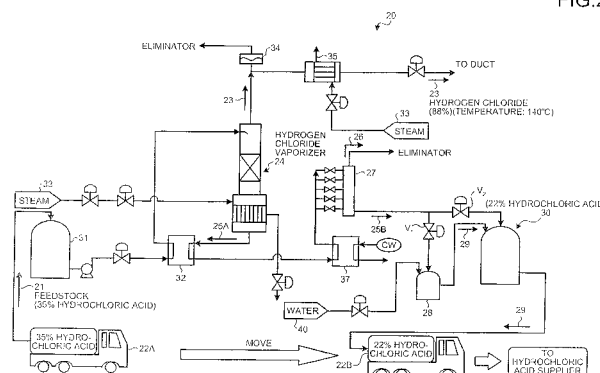 FIG.2
20
ELIMINATOR
34
35
TO DUCT
23
23
HYDROGEN CHLORIDE
(88%)(TEMPERATURE: 140°C)
33
STEAM
26
HYDROGEN
CHLORIDE
VAPORIZER
24
ELIMINATOR
27
33
STEAM
V2
(22% HYDROCHLORIC ACID
30
25A
25B
V
29
31
CW
32
37
21
FEEDSTOCK
(35% HYDROCHLORIC ACID)
WATER
40
28
29
35% HYDRO-
CHLORIC ACID
22A
MOVE
22% HYDRO-
CHLORIC ACID
22B
TO
HYDROCHLORIC
ACID SUPPLIER